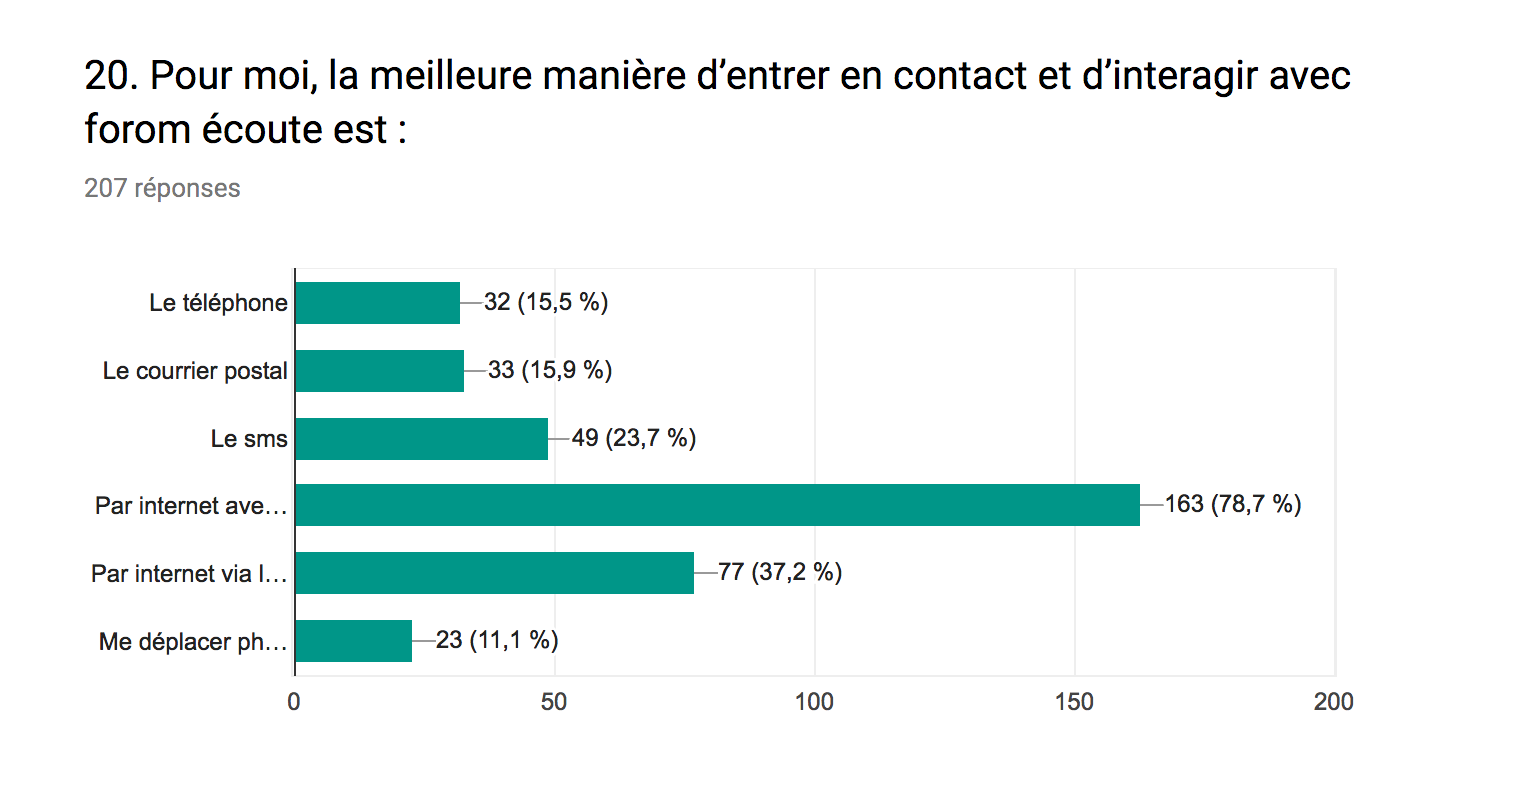 20. Pour moi, la meilleure manière d’entrer en contact et d’interagir avec
forom écoute est :
207 réponses
Le téléphone 32 (15,5 %)
Le courrier postal 33 (15,9 %)
Le sms 49 (23,7 %)
Par internet ave… 163 (78,7 %)
Par internet via l… 77 (37,2 %)
Me déplacer ph… 23 (11,1 %)
0 50 100 150 200